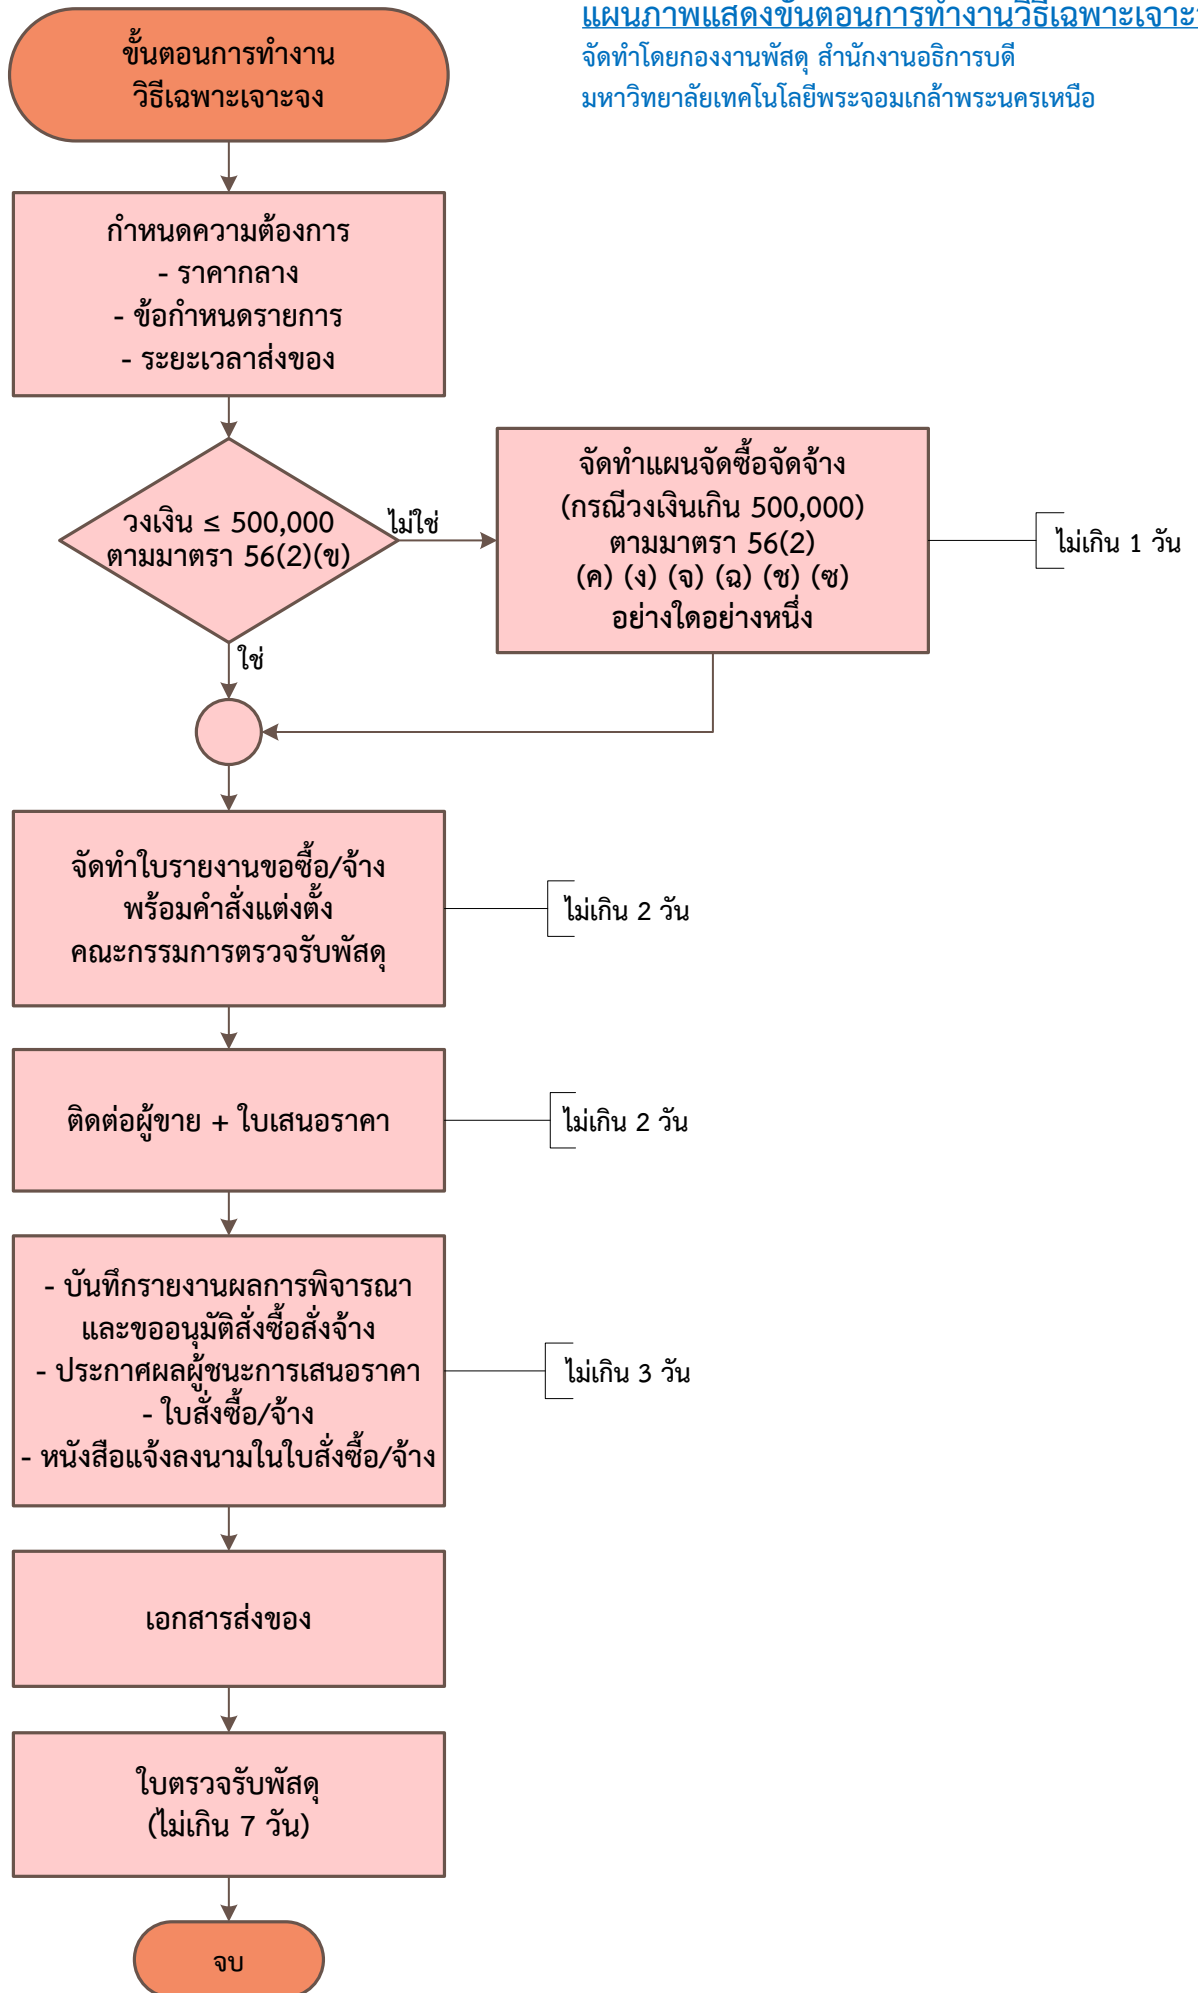 แผนภาพแสดงขั้นตอนการทำงานวิธีเฉพาะเจาะ
จัดทำโดยกองงานพัสดุ สำนักงานอธิการบดี
มหาวิทยาลัยเทคโนโลยีพระจอมเกล้าพระนครเหนือ
ขั้นตอนการทำงาน
วิธีเฉพาะเจาะจง
กำหนดความต้องการ
- ราคากลาง
- ข้อกำหนดรายการ
- ระยะเวลาส่งของ
วงเงิน ≤ 500,000
ตามมาตรา 56(2)(ข)
ไม่ใช่
จัดทำแผนจัดซื้อจัดจ้าง
(กรณีวงเงินเกิน 500,000)
ตามมาตรา 56(2)
(ค) (ง) (จ) (ฉ) (ช) (ซ)
อย่างใดอย่างหนึ่ง
ไม่เกิน 1 วัน
ใช่
จัดทำใบรายงานขอซื้อ/จ้าง
พร้อมคำสั่งแต่งตั้ง
คณะกรรมการตรวจรับพัสดุ
ไม่เกิน 2 วัน
ติดต่อผู้ขาย + ใบเสนอราคา
ไม่เกิน 2 วัน
- บันทึกรายงานผลการพิจารณา
และขออนุมัติสั่งซื้อสั่งจ้าง
- ประกาศผลผู้ชนะการเสนอราคา
- ใบสั่งซื้อ/จ้าง
- หนังสือแจ้งลงนามในใบสั่งซื้อ/จ้าง
ไม่เกิน 3 วัน
เอกสารส่งของ
ใบตรวจรับพัสดุ
(ไม่เกิน 7 วัน)
จบ